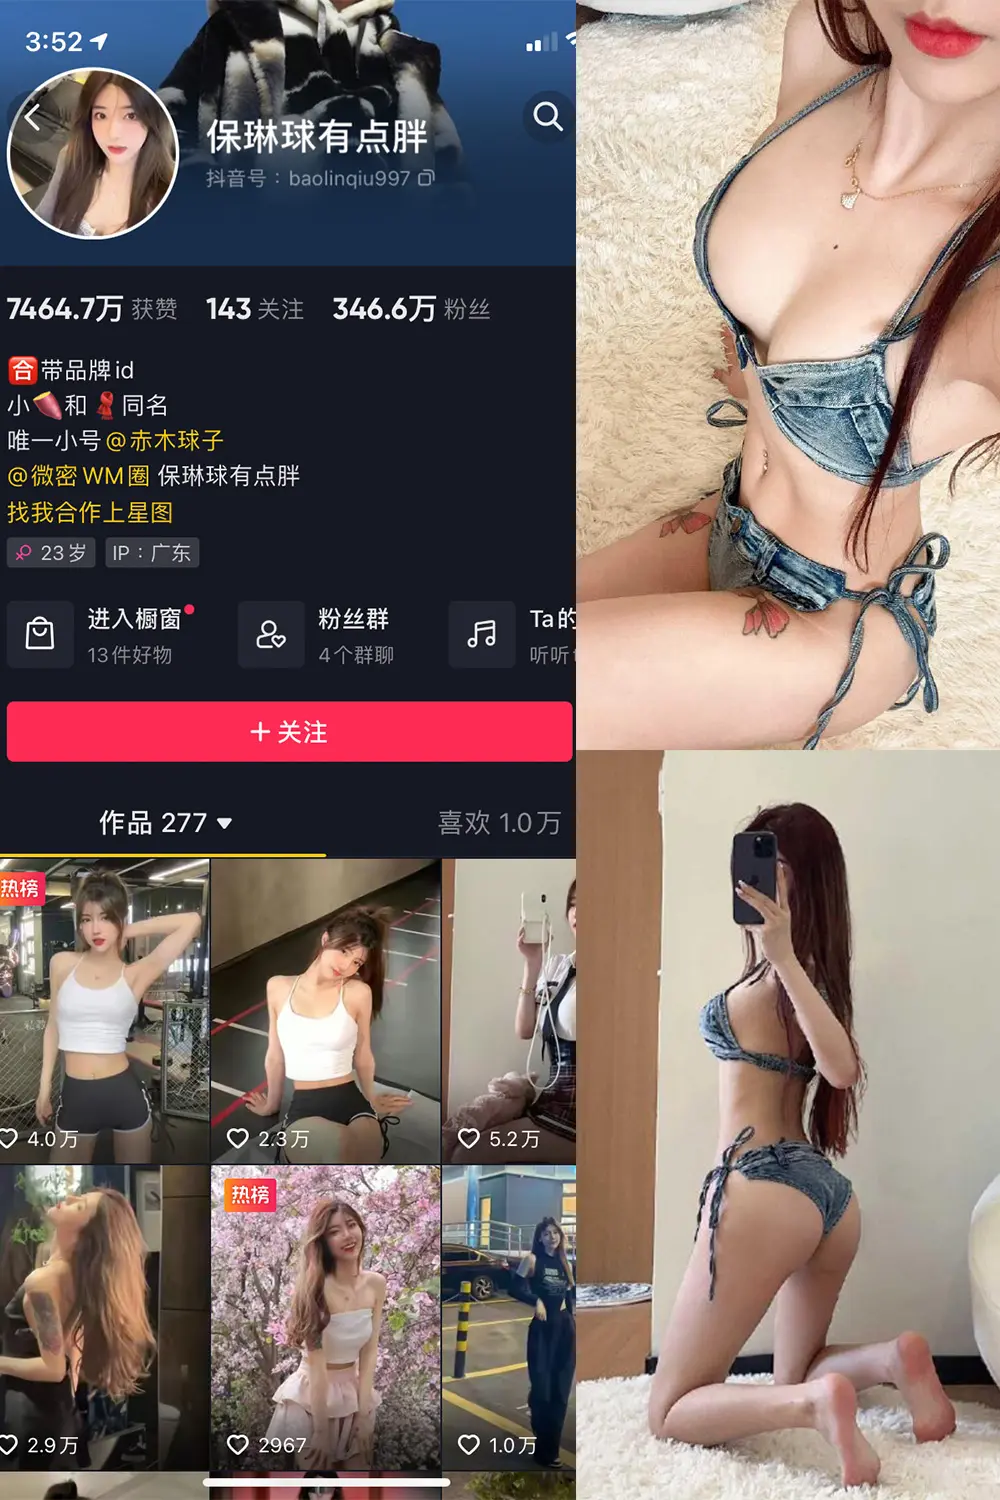 3:52
保琳球有点胖
抖音号：baolinqiu997
7464.7万 获赞 143 关注 346.6万 粉丝
合 带品牌id
小🍠和🧣同名
唯一小号@赤木球子
@微密WM圈 保琳球有点胖
找我合作上星图
23岁 IP：广东
进入橱窗 粉丝群 Ta的
13件好物 4个群聊 听听
+ 关注
作品 277 喜欢 1.0万
热榜
4.0万 2.3万 5.2万
热榜
2.9万 2967 1.0万